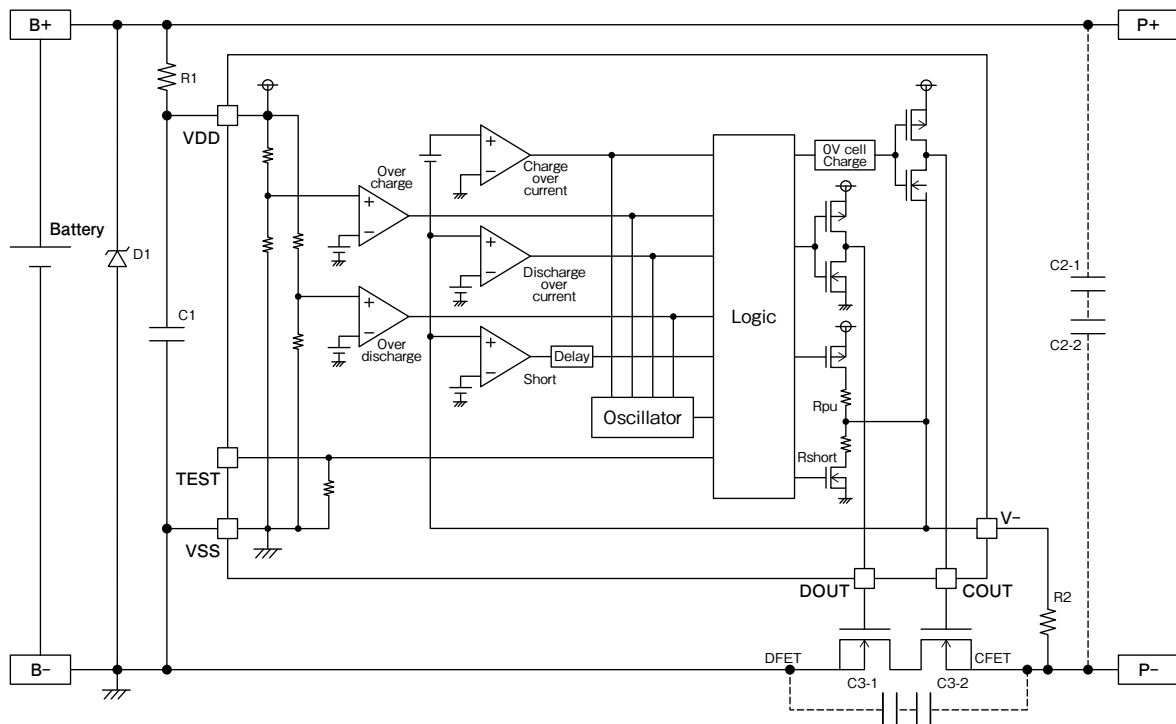 B+
P+
R1
VDD
Over
charge
Charge
over
current
0V cell
Charge
Battery
D1
C1
Discharge
over
current
Logic
C2-1
C2-2
Over
discharge
Short
Delay
Oscillator
Rpu
Rshort
TEST
VSS
V-
DOUT
COUT
R2
B-
DFET
CFET
P-
C3-1
C3-2